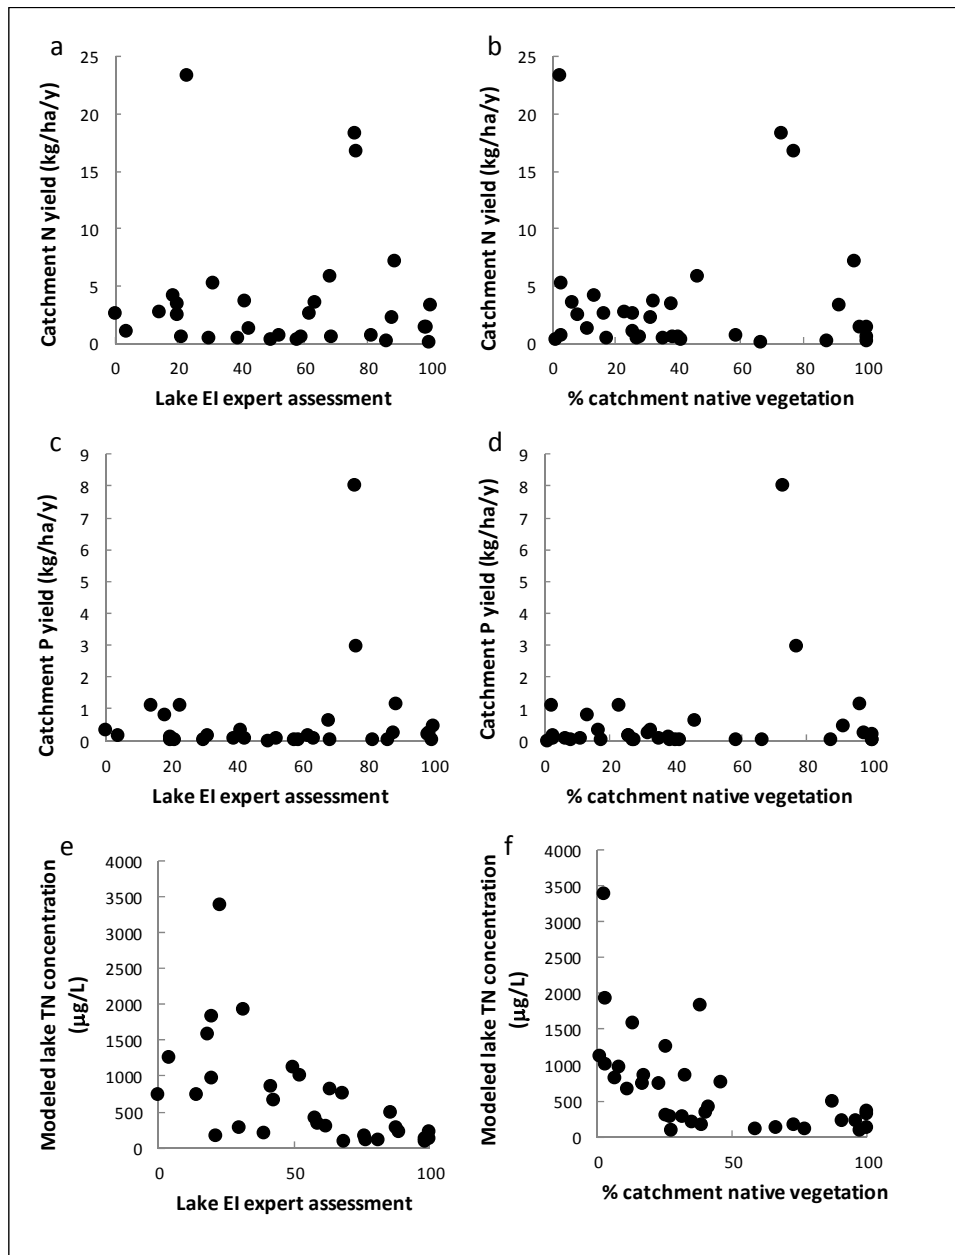 a
25
20
15
10
5
0
0 20 40 60 80 100
Catchment N yield (kg/ha/y)
Lake EI expert assessment
b
25
20
15
10
5
0
0 20 40 60 80 100
Catchment N yield (kg/ha/y)
% catchment native vegetation
c
9
8
7
6
5
4
3
2
1
0
0 20 40 60 80 100
Catchment P yield (kg/ha/y)
Lake EI expert assessment
d
9
8
7
6
5
4
3
2
1
0
0 20 40 60 80 100
Catchment P yield (kg/ha/y)
% catchment native vegetation
e
4000
3500
3000
2500
2000
1500
1000
500
0
0 50 100
Modeled lake TN concentration
(µg/L)
Lake EI expert assessment
f
4000
3500
3000
2500
2000
1500
1000
500
0
0 50 100
Modeled lake TN concentration
(µg/L)
% catchment native vegetation